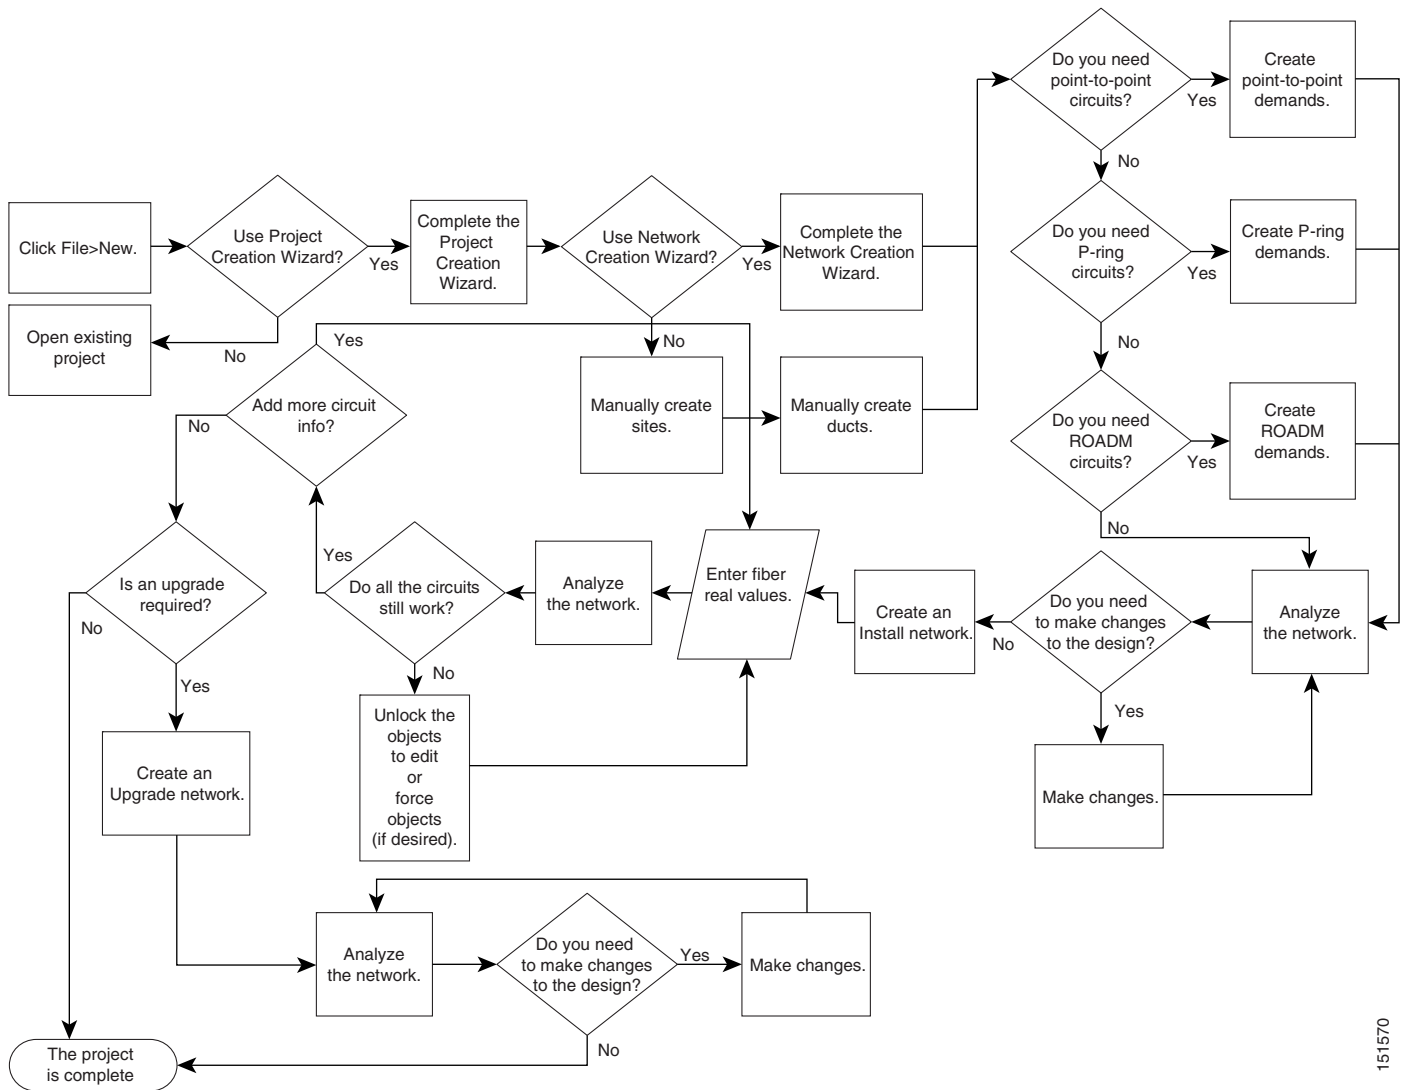 Click File>New.
Use Project
Creation Wizard?
Yes
No
Open existing
project
Complete the
Project
Creation
Wizard.
Use Network
Creation Wizard?
Yes
No
Complete the
Network Creation
Wizard.
Manually create
sites.
Manually create
ducts.
Do you need
point-to-point
circuits?
Yes
No
Create
point-to-point
demands.
Do you need
P-ring
circuits?
Yes
No
Create P-ring
demands.
Do you need
ROADM
circuits?
Yes
No
Create
ROADM
demands.
Analyze
the network.
Do you need
to make changes
to the design?
No
Yes
Make changes.
Create an
Install network.
Enter fiber
real values.
Analyze
the network.
Do all the circuits
still work?
Yes
No
Unlock the
objects
to edit
or
force
objects
(if desired).
Add more circuit
info?
Yes
No
Is an upgrade
required?
No
Yes
Create an
Upgrade network.
Analyze
the network.
Do you need
to make changes
to the design?
Yes
No
Make changes.
The project
is complete
151570